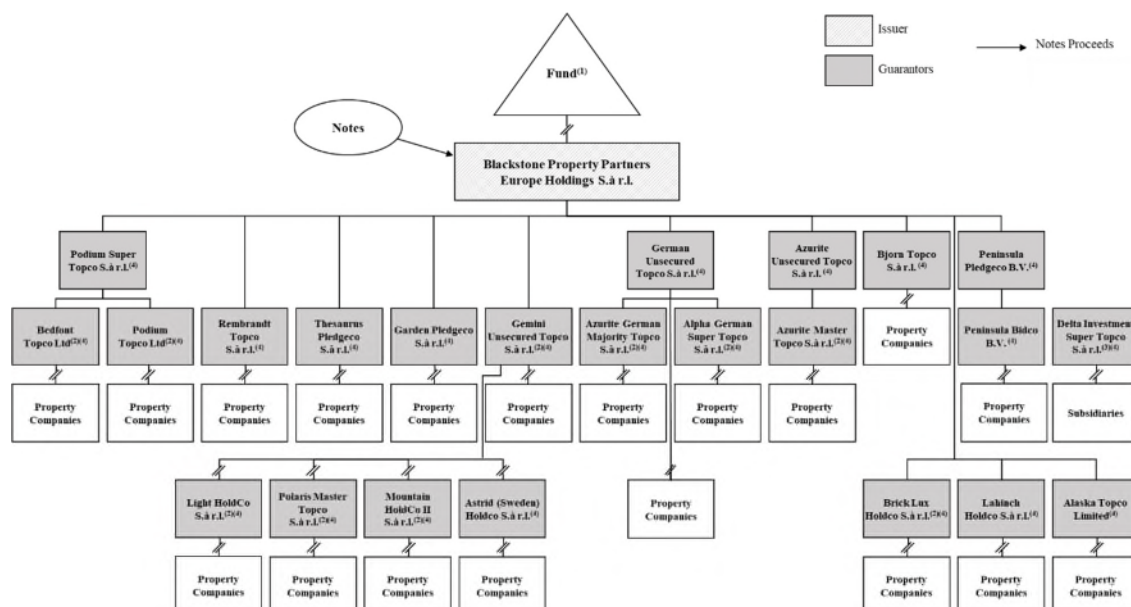 Issuer
Notes Proceeds
Guarantors
Fund(1)
Notes
Blackstone Property Partners
Europe Holdings S.à r.l.
Podium Super
Topco S.à r.l.(4)
German
Unsecured
Topco S.à r.l.(4)
Azurite
Unsecured Topco
S.à r.l.(4)
Bjorn Topco
S.à r.l.(4)
Peninsula
Pledgeco B.V.(4)
Bedfont
Topco Ltd(2)(4)
Podium
Topco Ltd(2)(4)
Rembrandt
Topco
S.à r.l.(4)
Thesaurus
Pledgeco
S.à r.l.(4)
Garden Pledgeco
S.à r.l.(4)
Gemini
Unsecured Topco
S.à r.l.(2)(4)
Azurite German
Majority Topco
S.à r.l.(2)(4)
Alpha German
Super Topco
S.à r.l.(2)(4)
Azurite Master
Topco S.à r.l.(2)(4)
Property
Companies
Peninsula Bidco
B.V.(4)
Delta Investment
Super Topco
S.à r.l.(3)(4)
Property
Companies
Property
Companies
Property
Companies
Property
Companies
Property
Companies
Property
Companies
Property
Companies
Property
Companies
Property
Companies
Property
Companies
Subsidiaries
Light HoldCo
S.à r.l.(2)(4)
Polaris Master
Topco
S.à r.l.(2)(4)
Mountain
HoldCo II
S.à r.l.(2)(4)
Astrid (Sweden)
Holdco S.à r.l.(4)
Property
Companies
Brick Lux
Holdco S.à r.l.(2)(4)
Lahinch
Holdco S.à r.l.(4)
Alaska Topco
Limited(4)
Property
Companies
Property
Companies
Property
Companies
Property
Companies
Property
Companies
Property
Companies
Property
Companies